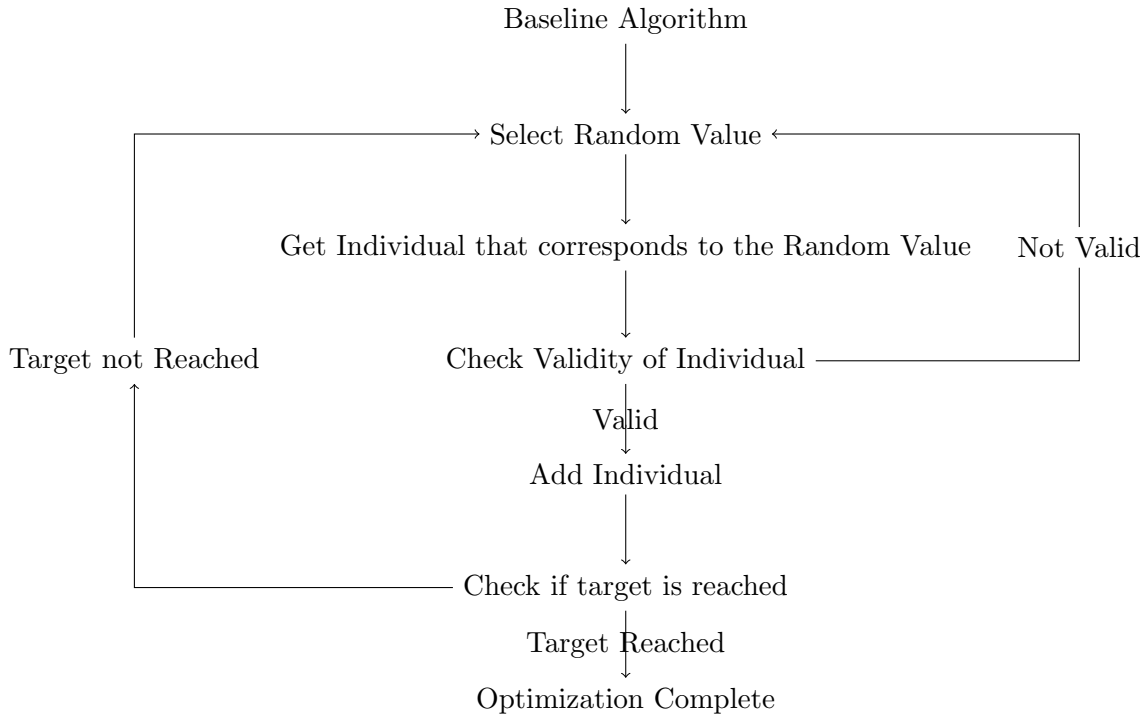 Baseline Algorithm
Select Random Value
Get Individual that corresponds to the Random Value
Not Valid
Target not Reached
Check Validity of Individual
Valid
Add Individual
Check if target is reached
Target Reached
Optimization Complete